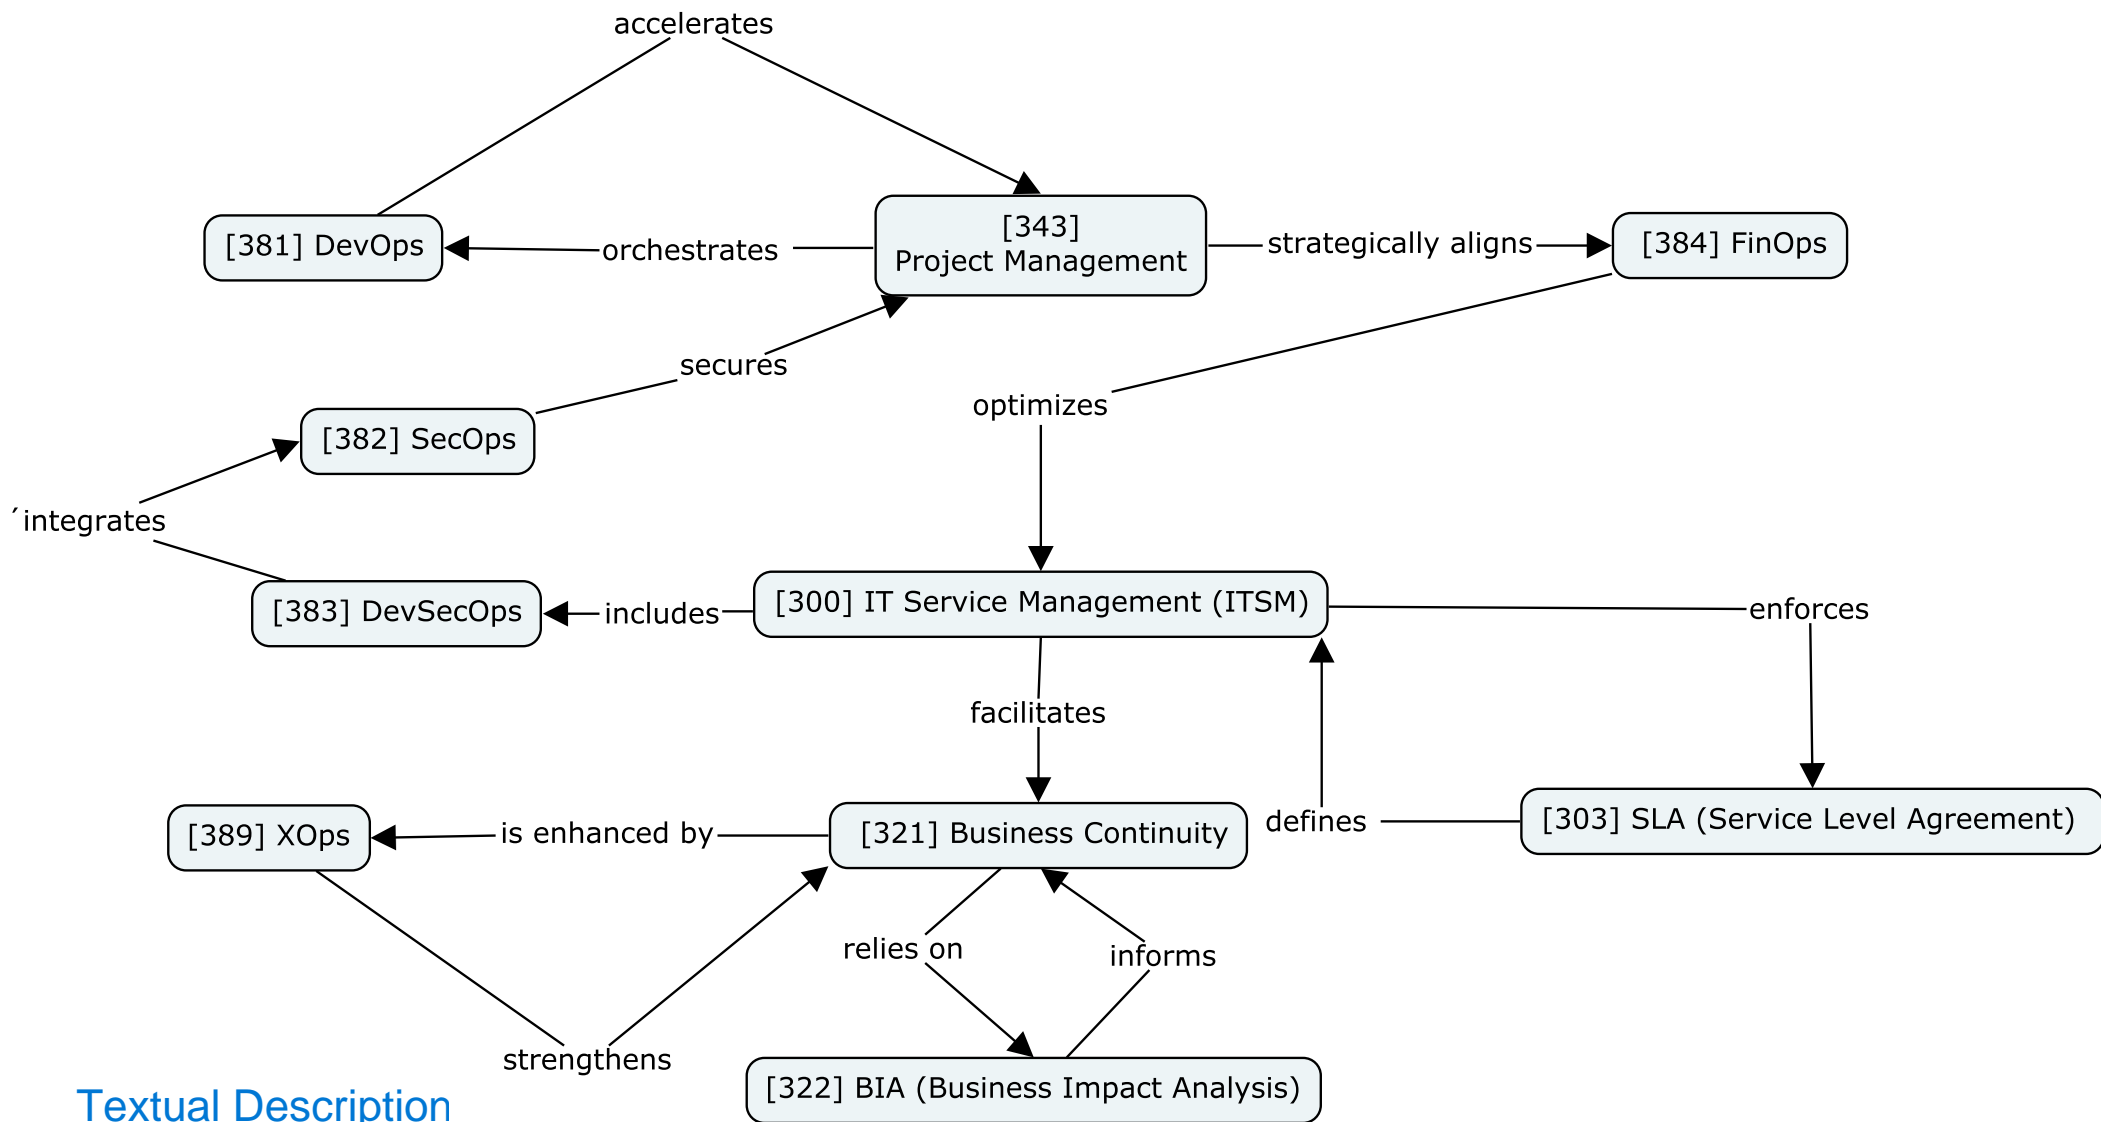 accelerates
[381] DevOps
orchestrates
[343]
Project Management
strategically aligns
[384] FinOps
secures
optimizes
[382] SecOps
´integrates
[383] DevSecOps
includes
[300] IT Service Management (ITSM)
enforces
facilitates
[389] XOps
is enhanced by
[321] Business Continuity
defines
[303] SLA (Service Level Agreement)
relies on
informs
strengthens
[322] BIA (Business Impact Analysis)
Textual Description